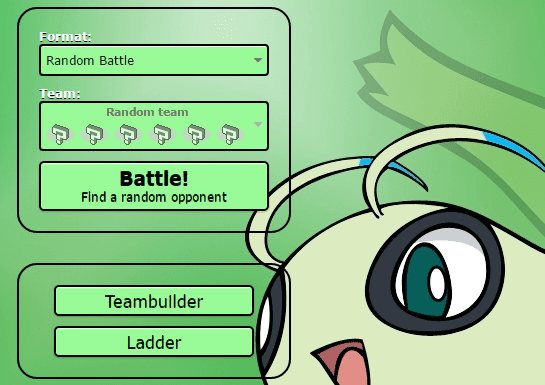 Format:
Random Battle
Team:
Random team
Battle!
Find a random opponent
Teambuilder
Ladder